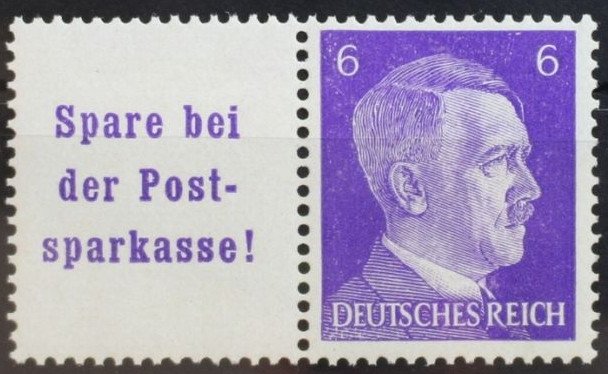 Spare bei
der Post-
sparkasse!
6 6
DEUTSCHES REICH